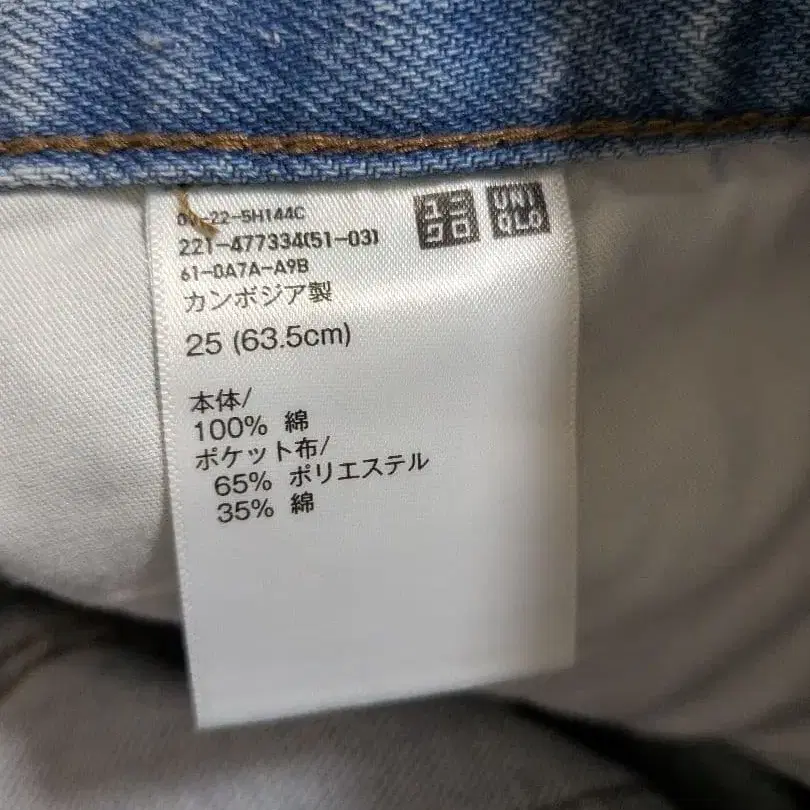 ユニクロ
UNIQLO
-22-5H144C
221-477334(51-03)
61-0A7A-A9B
カンボジア製
25 (63.5cm)
本体/
100% 綿
ポケット布/
65% ポリエステル
35% 綿